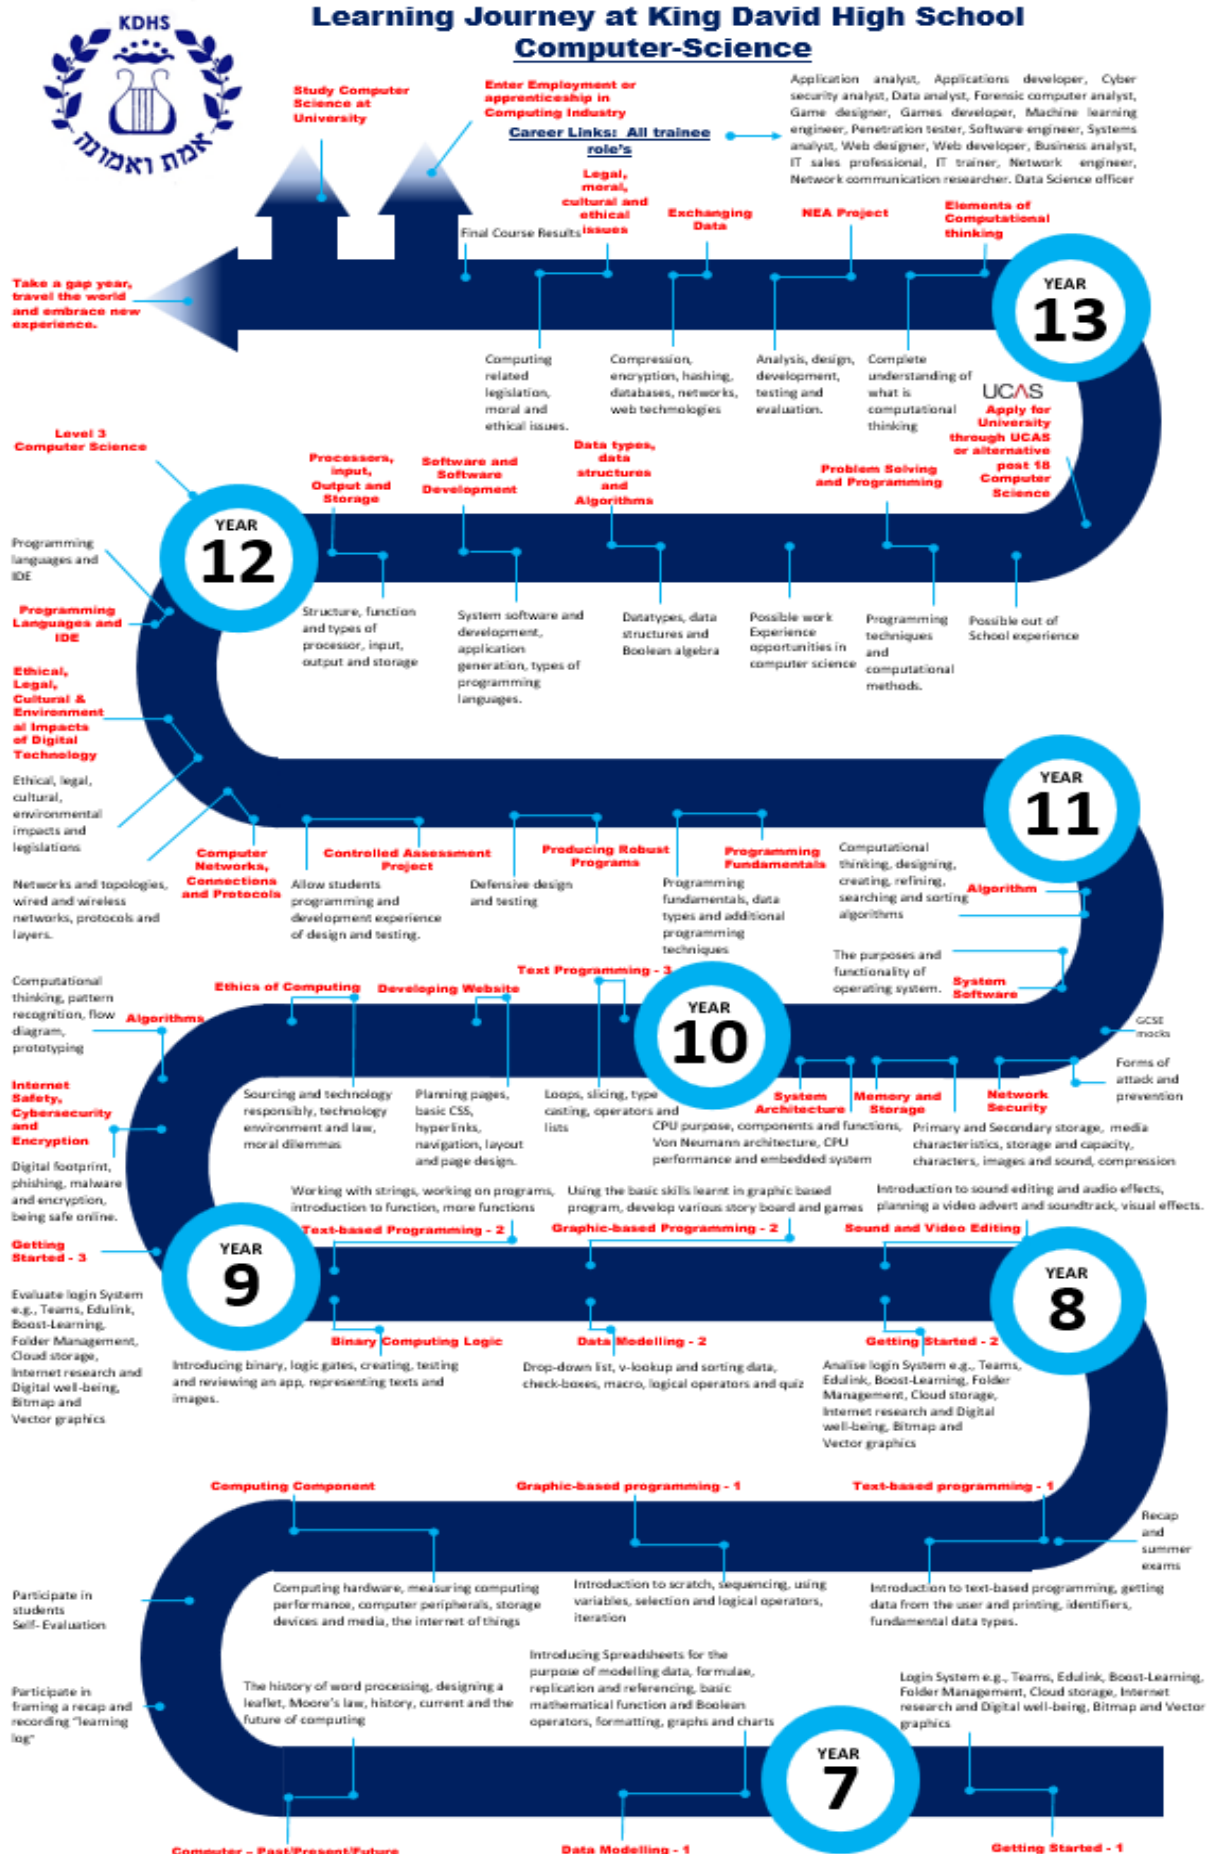 Learning Journey at King David High School
Computer-Science
KDHS
אמת ואמונה
Study Computer
Science at
University
Enter Employment or
apprenticeship in
Computing Industry
Career Links: All trainee
role's
Application analyst, Applications developer, Cyber
security analyst, Data analyst, Forensic computer analyst,
Game designer, Games developer, Machine learning
engineer, Penetration tester, Software engineer, Systems
analyst, Web designer, Web developer, Business analyst,
IT sales professional, IT trainer, Network engineer,
Network communication researcher. Data Science officer
Final Course Results
Legal,
moral,
cultural and
ethical
issues
Exchanging
Data
NEA Project
Elements of
Computational
thinking
Take a gap year,
travel the world
and embrace new
experience.
YEAR
13
Computing
related
legislation,
moral and
ethical issues.
Compression,
encryption, hashing,
databases, networks,
web techmologies
Analysis, design,
development,
testing and
evaluation.
Complete
understanding of
what is
computational
thinking
UCAS
Apply for
University
through UCAS
or alternative
post 18
Computer
Science
Level 3
Computer Science
Processors,
input,
Output and
Storage
Software and
Software
Development
Data types,
data
structures
and
Algorithms
Problem Solving
and Programming
YEAR
12
Programming
languages and
IDE
Programming
Languages and
IDE
Structure, function
and types of
processor, input,
output and storage
System software and
development,
application
generation, types of
programming
languages.
Datatypes, data
structures and
Boolean algebra
Possible work
Experience
opportunities in
computer science
Programming
techniques
and
computational
methods.
Possible out of
School experience
Ethical,
Legal,
Cultural &
Environment
al Impacts
of Digital
Technology
Ethical, legal,
cultural,
environmental
impacts and
legislations
YEAR
11
Networks and topologies,
wired and wireless
networks, protocols and
layers.
Computer
Networks,
Connections
and Protocols
Controlled Assessment
Project
Allow students
programming and
development experience
of design and testing.
Producing Robust
Programs
Defensive design
and testing
Programming
Fundamentals
Programming
fundamentals, data
types and additional
programming
techniques
Computational
thinking, designing,
creating, refining,
searching and sorting
algorithms
Algorithm
The purposes and
functionality of
operating system.
System
Software
Computational
thinking, pattern
recognition, flow
diagram,
prototyping
Algorithms
Ethics of Computing
Developing Website
Text Programming - 3
YEAR
10
GCSE
mocks
Forms of
attack and
prevention
Internet
Safety,
Cybersecurity
and
Encryption
Digital footprint,
phishing, malware
and encryption,
being safe online.
Sourcing and technology
responsibly, technology
environment and law,
moral dilemmas
Planning pages,
basic CSS,
hyperlinks,
navigation, layout
and page design.
Loops, slicing, type
casting, operators and
lists
System
Architecture
Memory and
Storage
Network
Security
CPU purpose, components and functions,
Von Neumann architecture, CPU
performance and embedded system
Primary and Secondary storage, media
characteristics, storage and capacity,
characters, images and sound, compression
Working with strings, working on programs,
introduction to function, more functions
Text-based Programming - 2
Using the basic skills learnt in graphic based
program, develop various story board and games
Graphic-based Programming - 2
Introduction to sound editing and audio effects,
planning a video advert and soundtrack, visual effects.
Sound and Video Editing
Getting
Started - 3
YEAR
9
YEAR
8
Evaluate login System
e.g., Teams, Edulink,
Boost-Learning,
Folder Management,
Cloud storage,
Internet research and
Digital well-being,
Bitmap and
Vector graphics
Binary Computing Logic
Introducing binary, logic gates, creating, testing
and reviewing an app, representing texts and
images.
Data Modelling - 2
Drop-down list, v-lookup and sorting data,
check-boxes, macro, logical operators and quiz
Getting Started - 2
Analise login System e.g., Teams,
Edulink, Boost-Learning, Folder
Management, Cloud storage,
Internet research and Digital
well-being, Bitmap and
Vector graphics
Computing Component
Graphic-based programming - 1
Text-based programming - 1
Recap
and
summer
exams
Participate in
students
Self- Evaluation
Computing hardware, measuring computing
performance, computer peripherals, storage
devices and media, the internet of things
Introduction to scratch, sequencing, using
variables, selection and logical operators,
iteration
Introduction to text-based programming, getting
data from the user and printing, identifiers,
fundamental data types.
Participate in
framing a recap and
recording "learning
log"
The history of word processing, designing a
leaflet, Moore's law, history, current and the
future of computing
Introducing Spreadsheets for the
purpose of modelling data, formulae,
replication and referencing, basic
mathematical function and Boolean
operators, formatting, graphs and charts
Login System e.g., Teams, Edulink, Boost-Learning,
Folder Management, Cloud storage, Internet
research and Digital well-being, Bitmap and Vector
graphics
YEAR
7
Computer - Past/Present/Future
Data Modelling - 1
Getting Started - 1